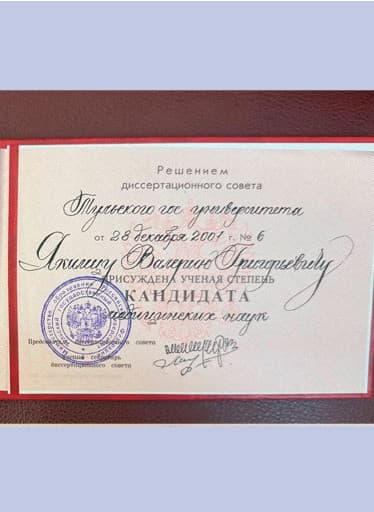 Решением
диссертационного совета
Тульского гос университета
от 28 декабря 2001 г. № 6
Якимцу Валерию Григорьевичу
ПРИСУЖДЕНА УЧЕНАЯ СТЕПЕНЬ
КАНДИДАТА
медицинских наук
Председатель диссертационного совета
Ученый секретарь
диссертационного совета